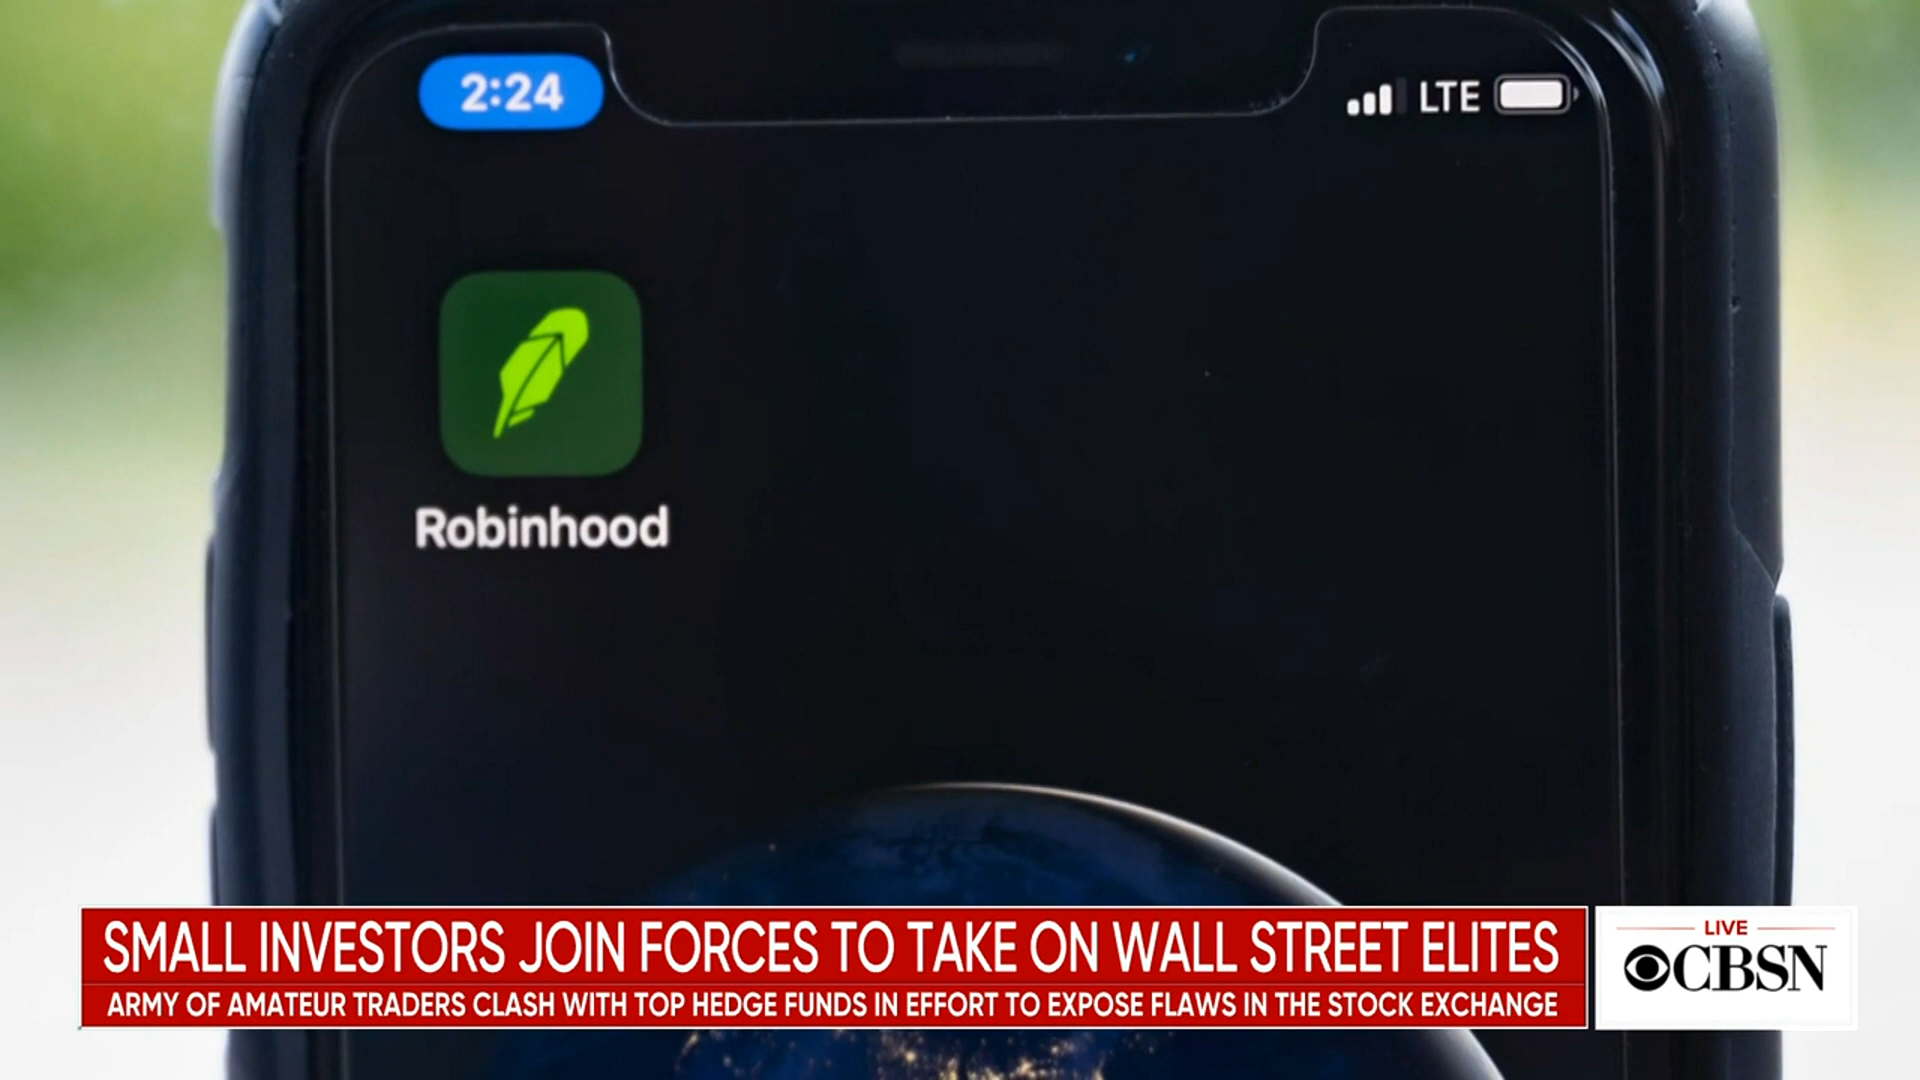 2:24
LTE
Robinhood
SMALL INVESTORS JOIN FORCES TO TAKE ON WALL STREET ELITES
ARMY OF AMATEUR TRADERS CLASH WITH TOP HEDGE FUNDS IN EFFORT TO EXPOSE FLAWS IN THE STOCK EXCHANGE
LIVE
CBSN